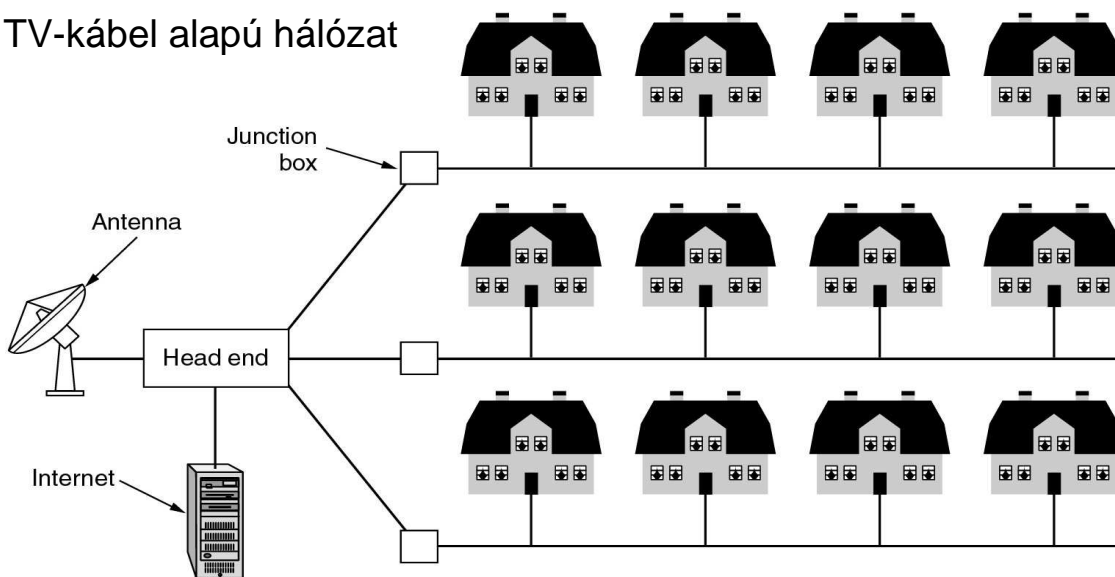 TV-kábel alapú hálózat
Junction
box
Antenna
Head end
Internet